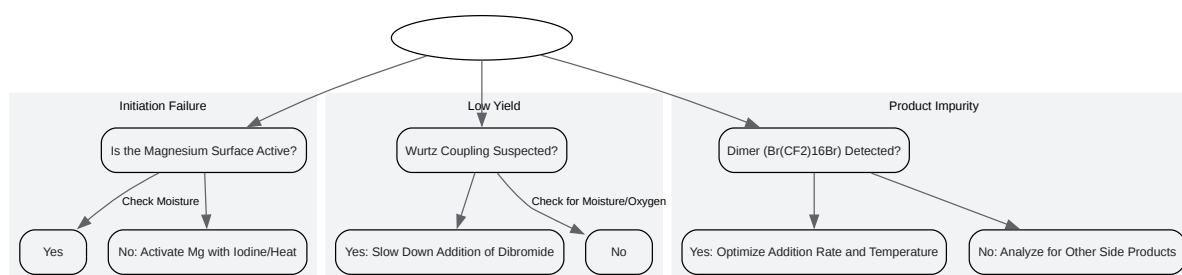 Initiation Failure
Low Yield
Product Impurity
Is the Magnesium Surface Active?
Wurtz Coupling Suspected?
Dimer (Br(CF2)16Br) Detected?
Check Moisture
Check for Moisture/Oxygen
Yes
No: Activate Mg with Iodine/Heat
Yes: Slow Down Addition of Dibromide
No
Yes: Optimize Addition Rate and Temperature
No: Analyze for Other Side Products